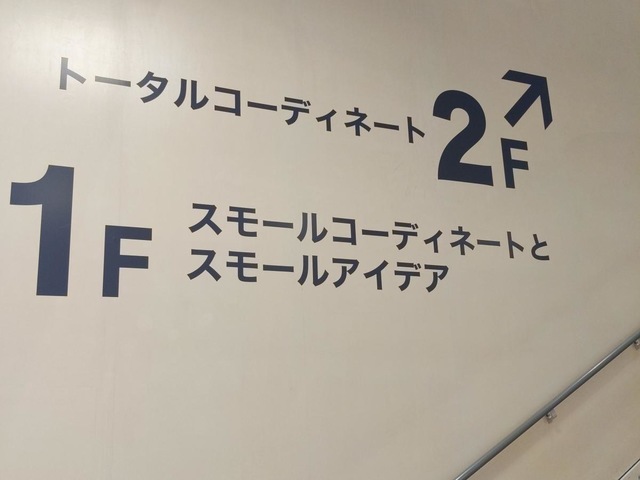 トータルコーディネート 2F
1F スモールコーディネートと
スモールアイデア